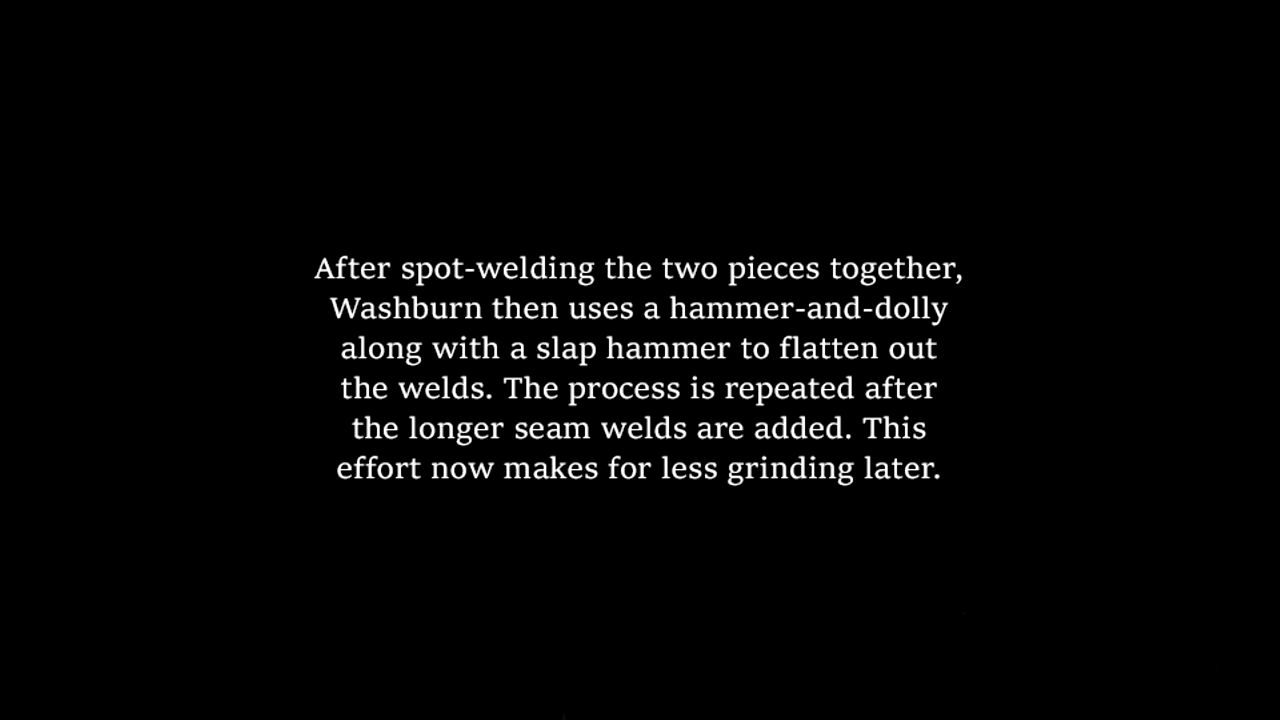 After spot-welding the two pieces together,
Washburn then uses a hammer-and-dolly
along with a slap hammer to flatten out
the welds. The process is repeated after
the longer seam welds are added. This
effort now makes for less grinding later.